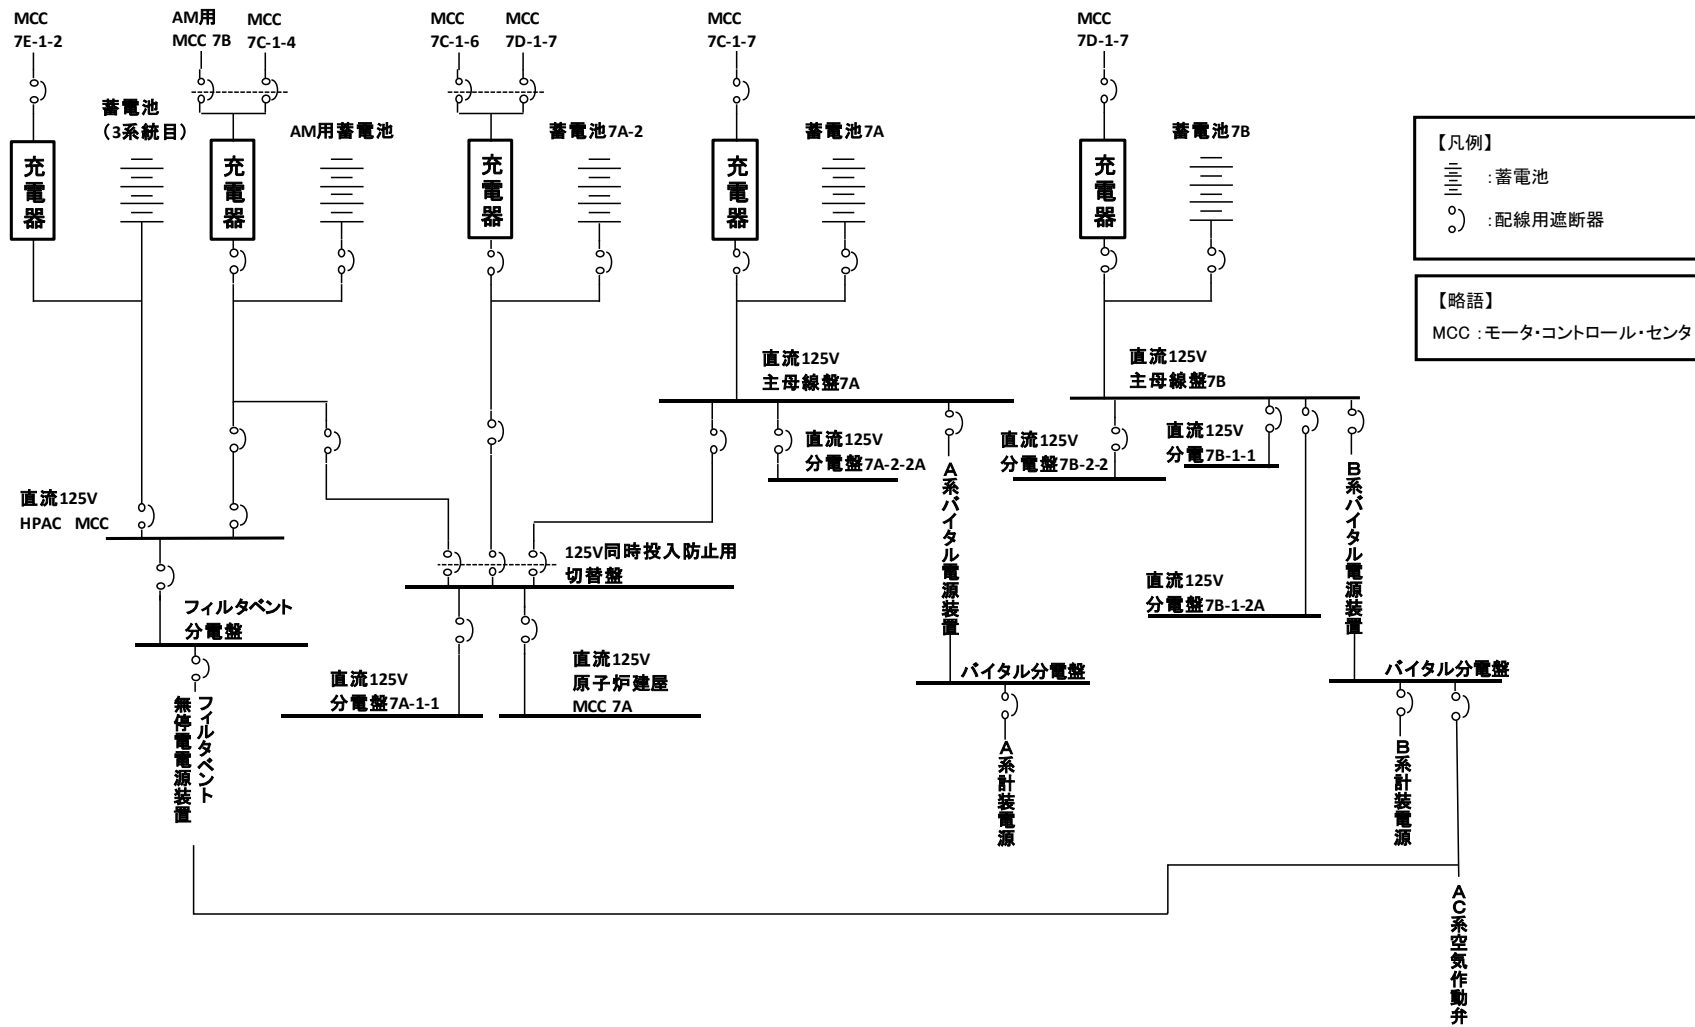 MCC
7E-1-2
AM用
MCC 7B
MCC
7C-1-4
MCC
7C-1-6
MCC
7D-1-7
MCC
7C-1-7
MCC
7D-1-7
蓄電池
（3系統目）
AM用蓄電池
蓄電池7A-2
蓄電池7A
蓄電池7B
充電器
充電器
充電器
充電器
充電器
【凡例】
：蓄電池
：配線用遮断器
【略語】
MCC ：モータ・コントロール・センタ
直流125V
主母線盤7A
直流125V
主母線盤7B
直流125V
分電盤7A-2-2A
直流125V
分電盤7B-2-2
直流125V
分電7B-1-1
直流125V
HPAC MCC
125V同時投入防止用
切替盤
A系バイタル電源装置
B系バイタル電源装置
直流125V
分電盤7B-1-2A
フィルタベント
分電盤
直流125V
分電盤7A-1-1
直流125V
原子炉建屋
MCC 7A
バイタル分電盤
バイタル分電盤
フィルタベント
無停電電源装置
A系計装電源
B系計装電源
AC系空気作動弁